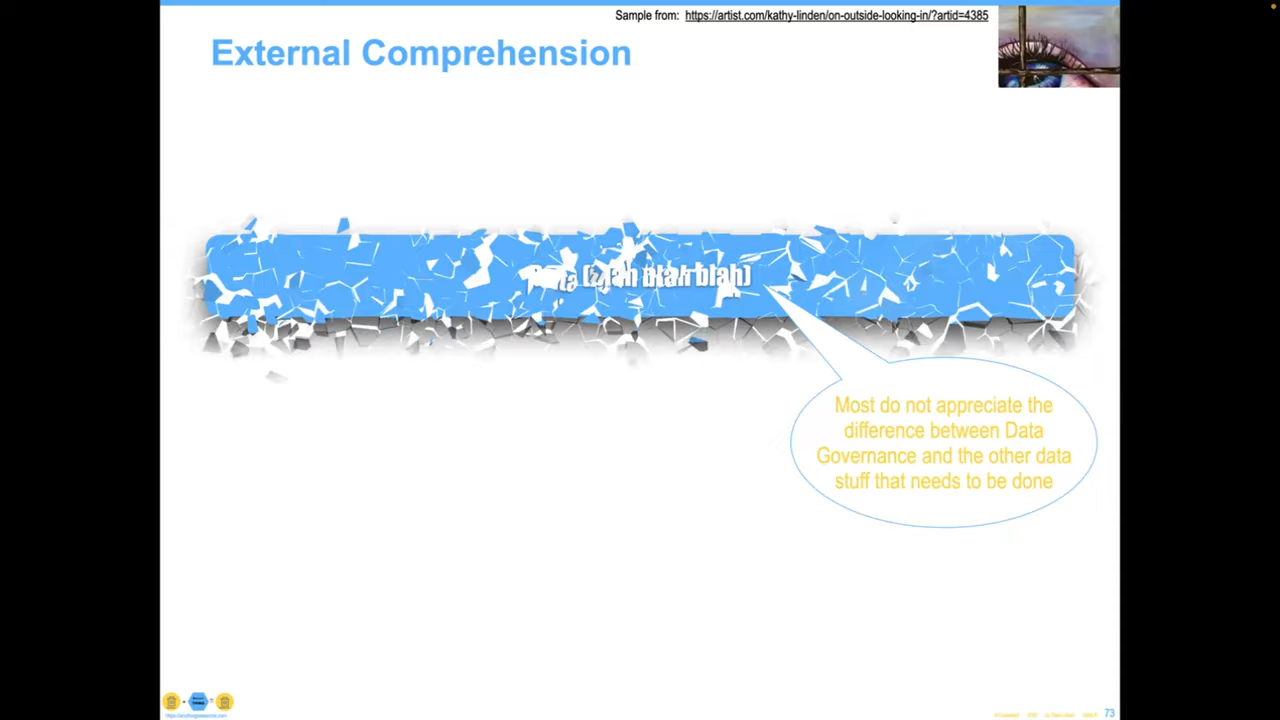 Sample from: https://artist.com/kathy-linden/on-outside-looking-in/?artid=4385
External Comprehension
(blah blah blah)
Most do not appreciate the
difference between Data
Governance and the other data
stuff that needs to be done
73